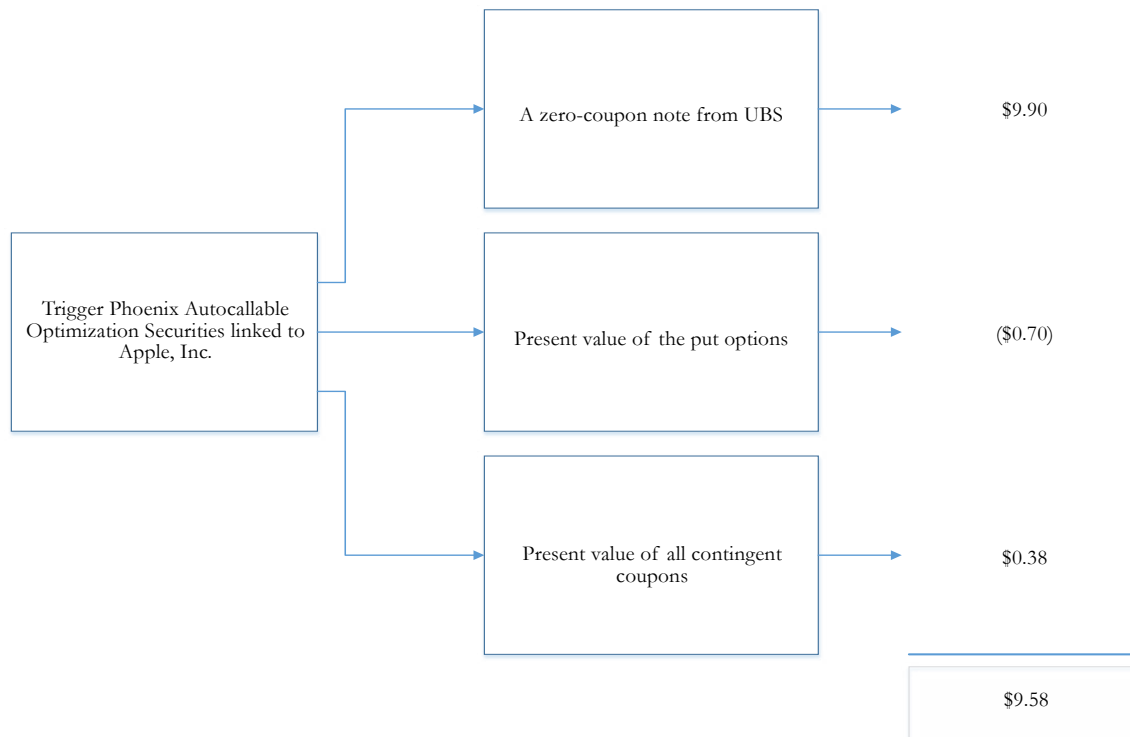 A zero-coupon note from UBS
$9.90
Trigger Phoenix Autocallable
Optimization Securities linked to
Apple, Inc.
Present value of the put options
($0.70)
Present value of all contingent
coupons
$0.38
$9.58